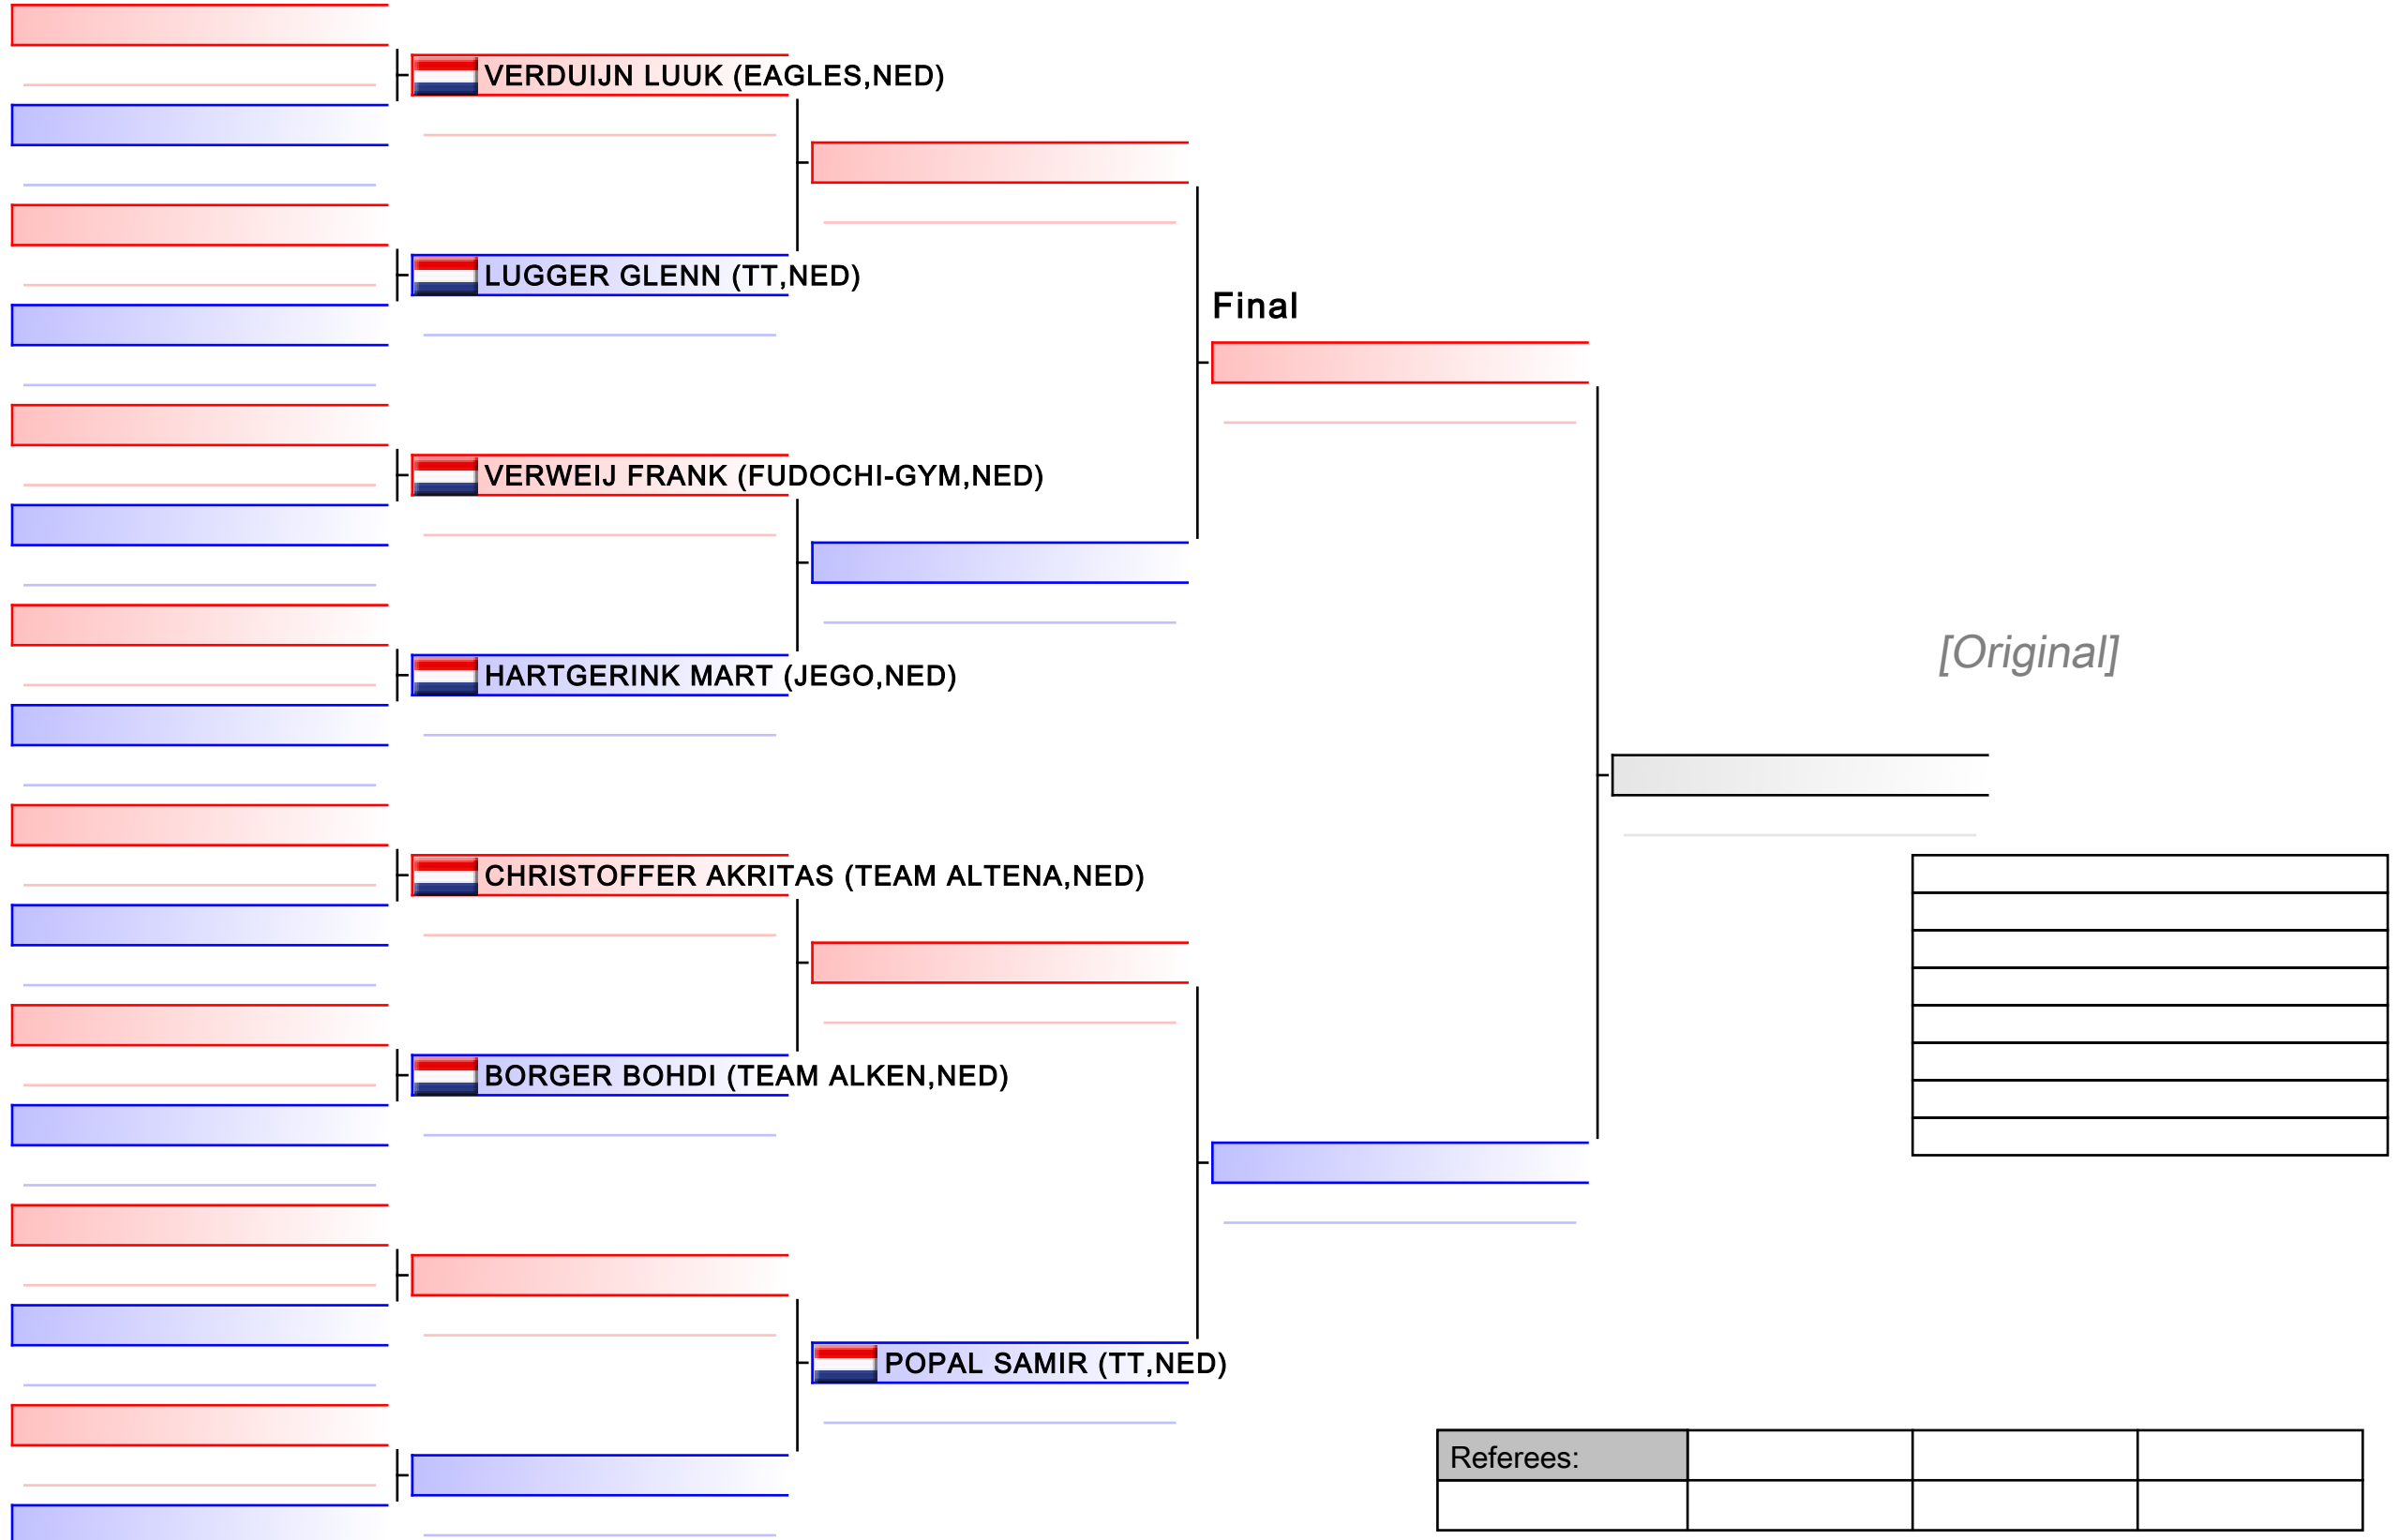 VERDUIJN LUUK (EAGLES,NED)
LUGGER GLENN (TT,NED)
Final
VERWEIJ FRANK (FUDOCHI-GYM,NED)
HARTGERINK MART (JEGO,NED)
[Original]
CHRISTOFFER AKRITAS (TEAM ALTENA,NED)
BORGER BOHDI (TEAM ALKEN,NED)
POPAL SAMIR (TT,NED)
Referees: